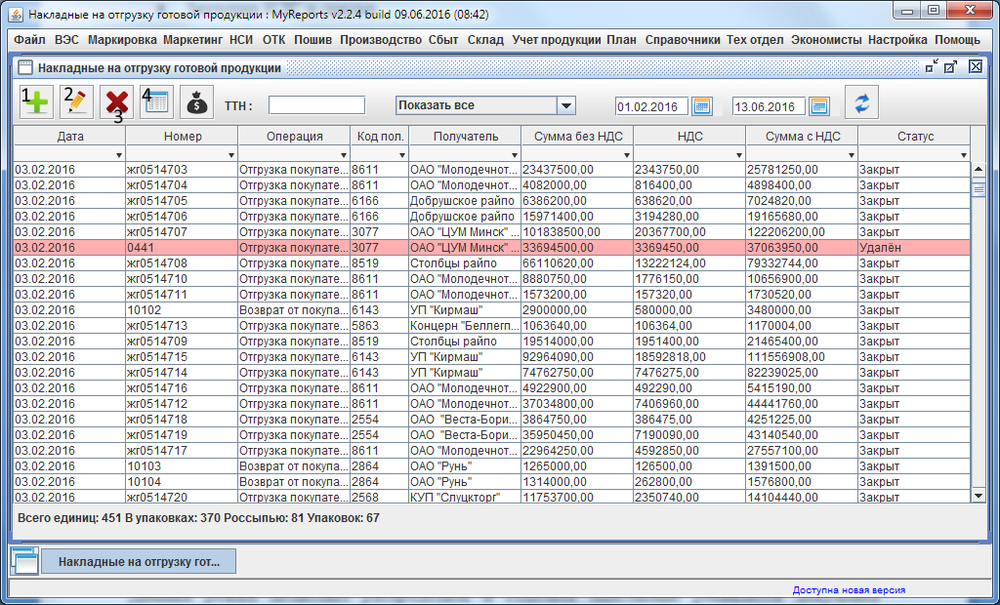 Накладные на отгрузку готовой продукции : MyReports v2.2.4 build 09.06.2016 (08:42)
Файл ВЭС Маркировка Маркетинг НСИ ОТК Пошив Производство Сбыт Склад Учет продукции План Справочники Тех отдел Экономисты Настройка Помощь
Накладные на отгрузку готовой продукции
1 2 3 4 ТТН : Показать все 01.02.2016 13.06.2016
Дата Номер Операция Код пол. Получатель Сумма без НДС НДС Сумма с НДС Статус
03.02.2016 жг0514703 Отгрузка покупате... 8611 ОАО "Молодечнот... 23437500,00 2343750,00 25781250,00 Закрыт
03.02.2016 жг0514704 Отгрузка покупате... 8611 ОАО "Молодечнот... 4082000,00 816400,00 4898400,00 Закрыт
03.02.2016 жг0514705 Отгрузка покупате... 6166 Добрушское райпо 6386200,00 638620,00 7024820,00 Закрыт
03.02.2016 жг0514706 Отгрузка покупате... 6166 Добрушское райпо 15971400,00 3194280,00 19165680,00 Закрыт
03.02.2016 жг0514707 Отгрузка покупате... 3077 ОАО "ЦУМ Минск" ... 101838500,00 20367700,00 122206200,00 Закрыт
03.02.2016 0441 Отгрузка покупате... 3077 ОАО "ЦУМ Минск" ... 33694500,00 3369450,00 37063950,00 Удалён
03.02.2016 жг0514708 Отгрузка покупате... 8519 Столбцы райпо 66110620,00 13222124,00 79332744,00 Закрыт
03.02.2016 жг0514710 Отгрузка покупате... 8611 ОАО "Молодечнот... 8880750,00 1776150,00 10656900,00 Закрыт
03.02.2016 жг0514711 Отгрузка покупате... 8611 ОАО "Молодечнот... 1573200,00 157320,00 1730520,00 Закрыт
03.02.2016 10102 Возврат от покупа... 6143 УП "Кирмаш" 2900000,00 580000,00 3480000,00 Закрыт
03.02.2016 жг0514713 Отгрузка покупате... 5863 Концерн "Беллегп... 1063640,00 106364,00 1170004,00 Закрыт
03.02.2016 жг0514709 Отгрузка покупате... 8519 Столбцы райпо 19514000,00 1951400,00 21465400,00 Закрыт
03.02.2016 жг0514715 Отгрузка покупате... 6143 УП "Кирмаш" 92964090,00 18592818,00 111556908,00 Закрыт
03.02.2016 жг0514714 Отгрузка покупате... 6143 УП "Кирмаш" 74762750,00 7476275,00 82239025,00 Закрыт
03.02.2016 жг0514716 Отгрузка покупате... 8611 ОАО "Молодечнот... 4922900,00 492290,00 5415190,00 Закрыт
03.02.2016 жг0514712 Отгрузка покупате... 8611 ОАО "Молодечнот... 37034800,00 7406960,00 44441760,00 Закрыт
03.02.2016 жг0514718 Отгрузка покупате... 2554 ОАО "Веста-Бори... 3864750,00 386475,00 4251225,00 Закрыт
03.02.2016 жг0514719 Отгрузка покупате... 2554 ОАО "Веста-Бори... 35950450,00 7190090,00 43140540,00 Закрыт
03.02.2016 жг0514717 Отгрузка покупате... 8611 ОАО "Молодечнот... 22964250,00 4592850,00 27557100,00 Закрыт
03.02.2016 10103 Возврат от покупа... 2864 ОАО "Рунь" 1265000,00 126500,00 1391500,00 Закрыт
03.02.2016 10104 Возврат от покупа... 2864 ОАО "Рунь" 1314000,00 262800,00 1576800,00 Закрыт
03.02.2016 жг0514720 Отгрузка покупате... 2568 КУП "Слуцкторг" 11753700,00 2350740,00 14104440,00 Закрыт
Всего единиц: 451 В упаковках: 370 Россыпью: 81 Упаковок: 67
Накладные на отгрузку гот...
Доступна новая версия